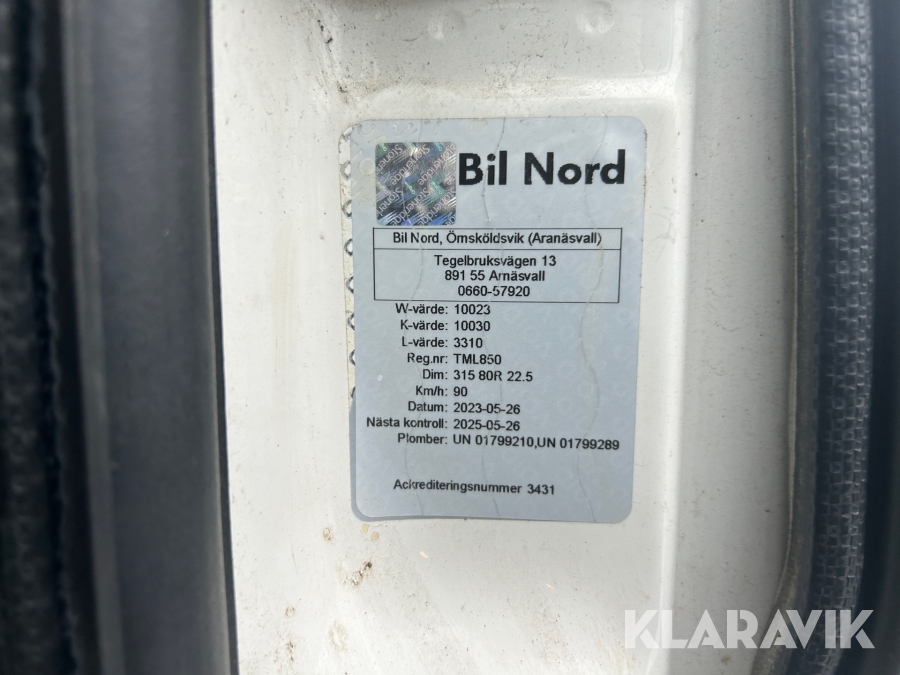 Bil Nord
Bil Nord, Örnsköldsvik (Aranäsvall)
Tegelbruksvägen 13
891 55 Arnäsvall
0660-57920
W-värde: 10023
K-värde: 10030
L-värde: 3310
Reg.nr: TML850
Dim: 315 80R 22.5
Km/h: 90
Datum: 2023-05-26
Nästa kontroll: 2025-05-26
Plomber: UN 01799210,UN 01799289
Ackrediteringsnummer 3431
KLARAVIK